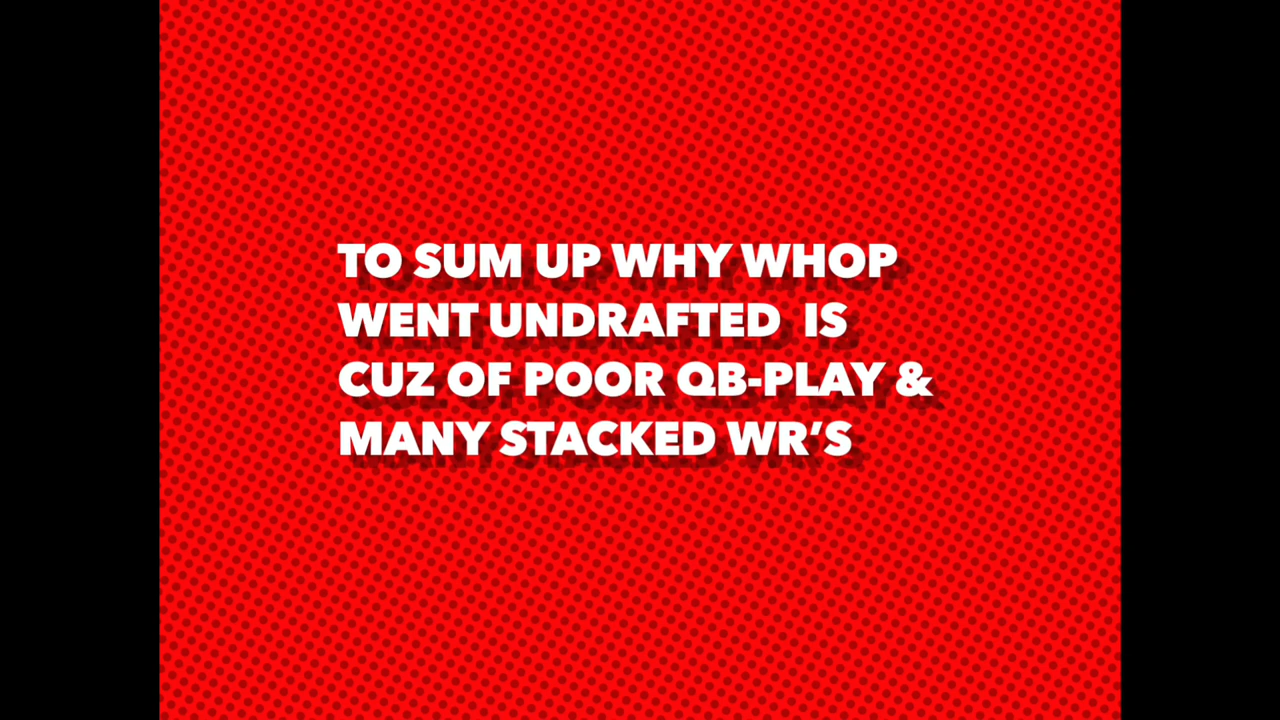 TO SUM UP WHY WHOP
WENT UNDRAFTED  IS
CUZ OF POOR QB-PLAY &
MANY STACKED WR’S